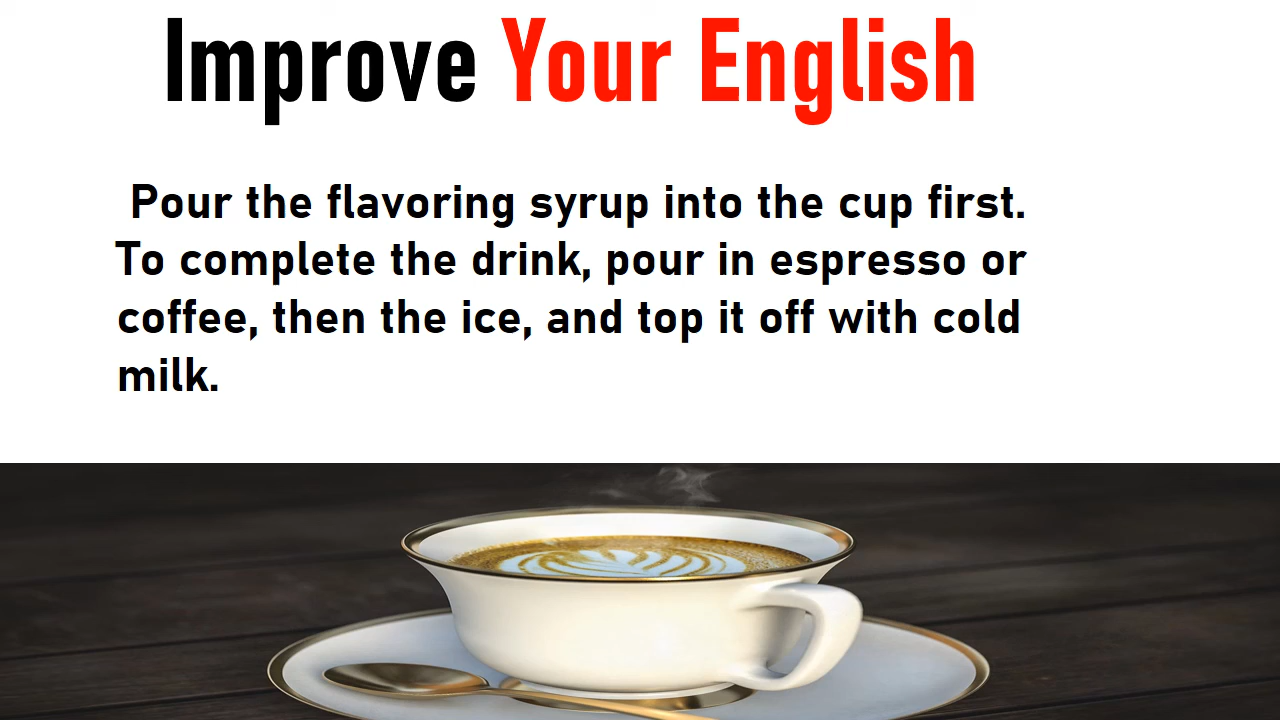 Improve Your English
Pour the flavoring syrup into the cup first.
To complete the drink, pour in espresso or
coffee, then the ice, and top it off with cold
milk.